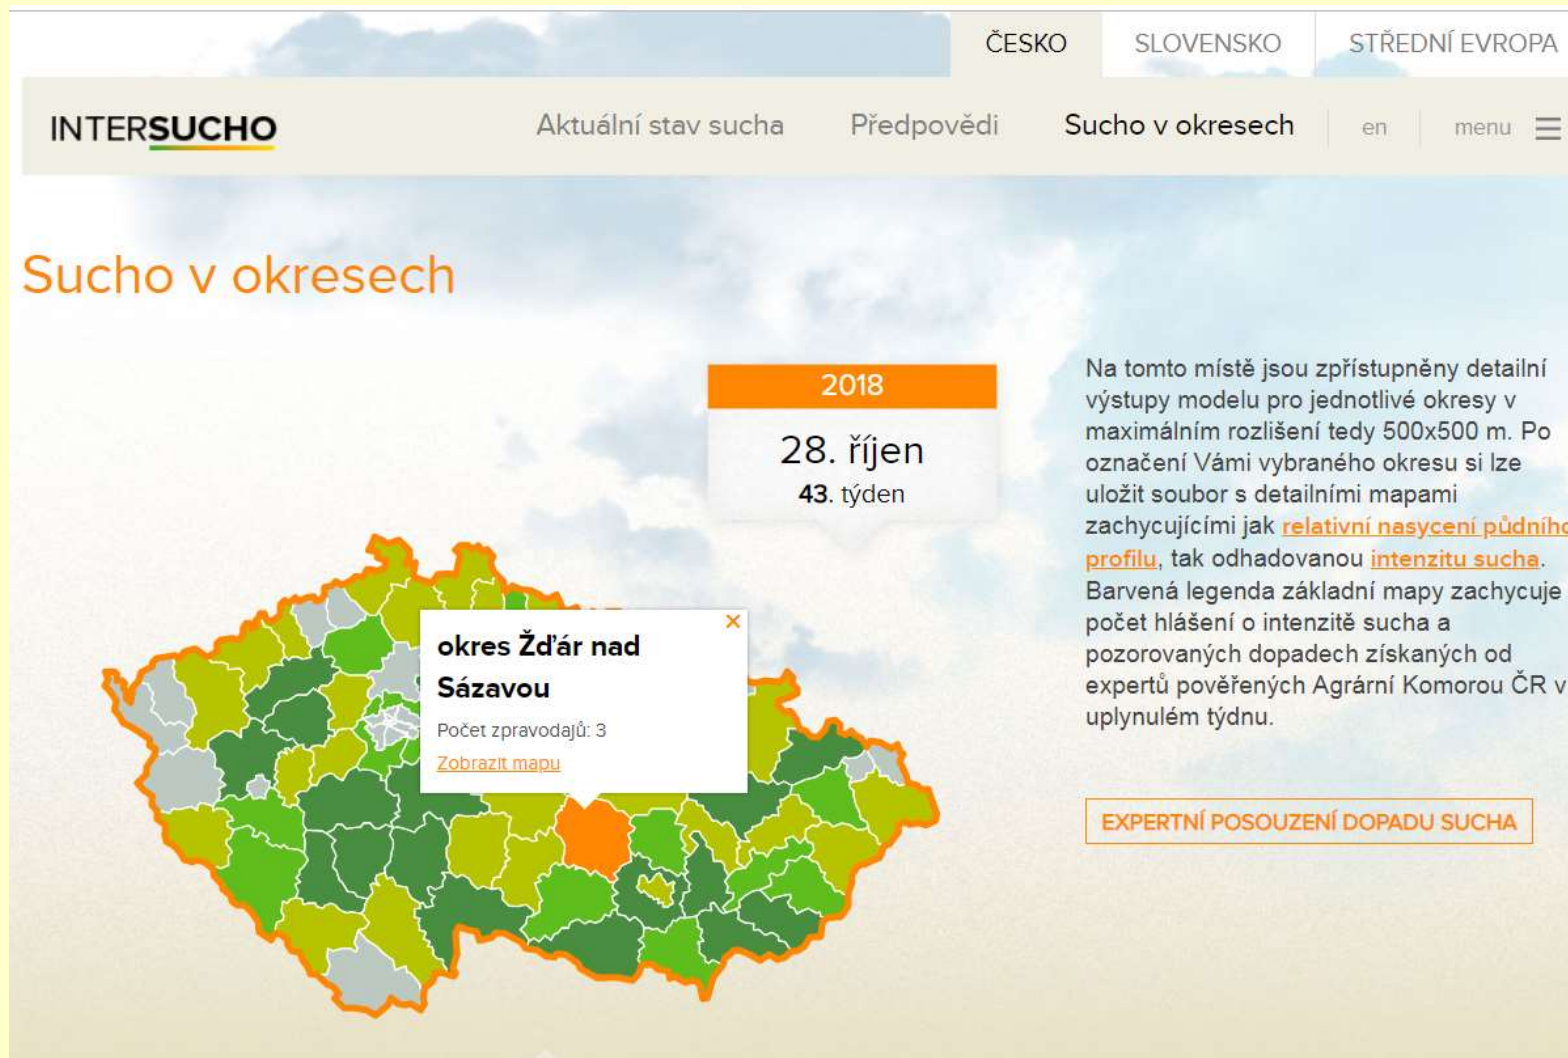 ČESKO
SLOVENSKO
STŘEDNÍ EVROPA
INTERSUCHO
Aktuální stav sucha
Předpovědi
Sucho v okresech
en
menu
Sucho v okresech
2018
28. říjen
43. týden
Na tomto místě jsou zpřístupněny detailní
výstupy modelu pro jednotlivé okresy v
maximálním rozlišení tedy 500x500 m. Po
označení Vámi vybraného okresu si lze
uložit soubor s detailními mapami
zachycujícími jak relativní nasycení půdního
profilu, tak odhadovanou intenzitu sucha.
Barvená legenda základní mapy zachycuje
počet hlášení o intenzitě sucha a
pozorovaných dopadech získaných od
expertů pověřených Agrární Komorou ČR v
uplynulém týdnu.
EXPERTNÍ POSOUZENÍ DOPADU SUCHA
okres Žďár nad
Sázavou
Počet zpravodajů: 3
Zobrazit mapu